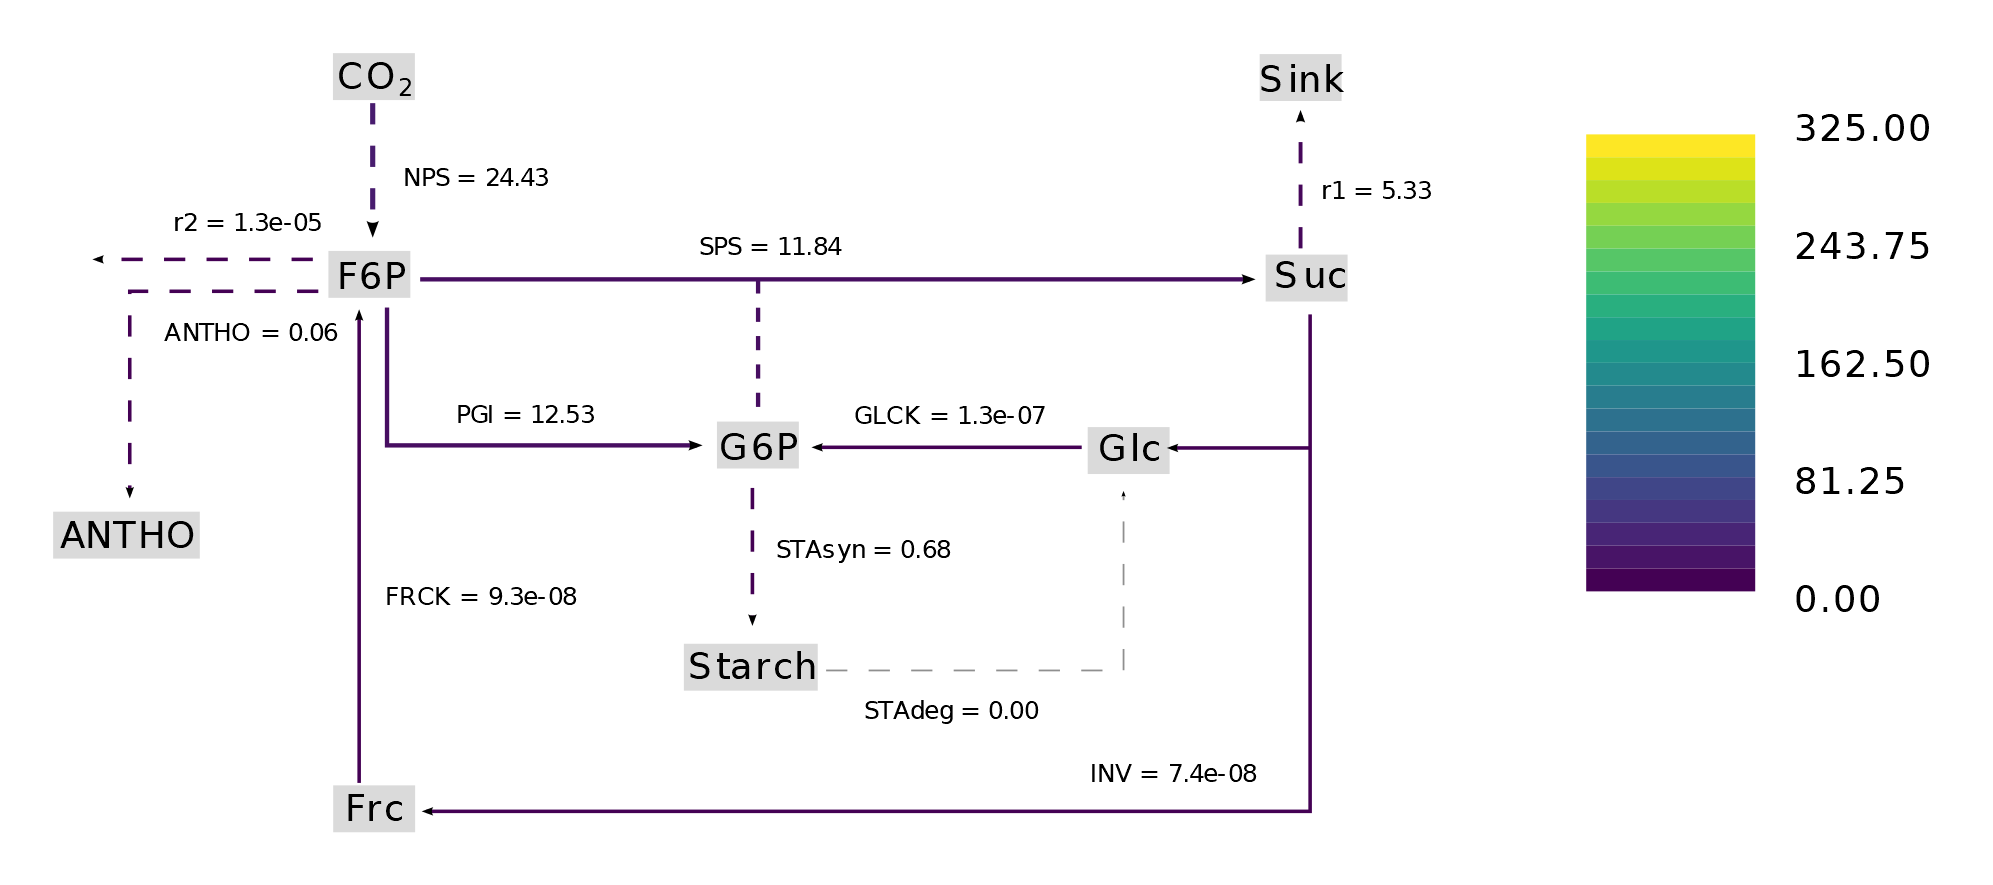 CO₂
Sink
325.00
NPS = 24.43
r1 = 5.33
r2 = 1.3e-05
SPS = 11.84
243.75
F6P
Suc
ANTHO = 0.06
162.50
PGI = 12.53
GLCK = 1.3e-07
G6P
Glc
81.25
ANTHO
STAsyn = 0.68
FRCK = 9.3e-08
0.00
Starch
STAdeg = 0.00
INV = 7.4e-08
Frc